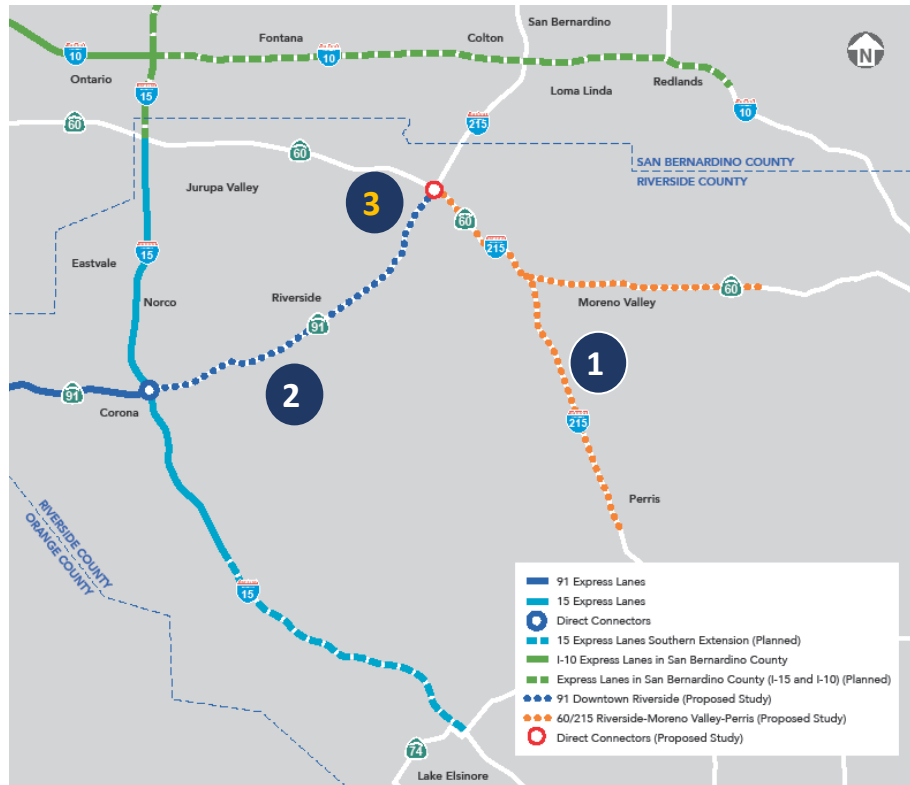 San Bernardino
Fontana
Colton
N
10
10
Ontario
Redlands
Loma Linda
15
10
60
215
60
SAN BERNARDINO COUNTY
RIVERSIDE COUNTY
Jurupa Valley
3
60
215
15
Eastvale
60
Norco
Riverside
Moreno Valley
91
1
91
2
Corona
215
Perris
RIVERSIDE COUNTY
ORANGE COUNTY
15
74
Lake Elsinore
91 Express Lanes
15 Express Lanes
Direct Connectors
15 Express Lanes Southern Extension (Planned)
I-10 Express Lanes in San Bernardino County
Express Lanes in San Bernardino County (I-15 and I-10) (Planned)
91 Downtown Riverside (Proposed Study)
60/215 Riverside-Moreno Valley-Perris (Proposed Study)
Direct Connectors (Proposed Study)